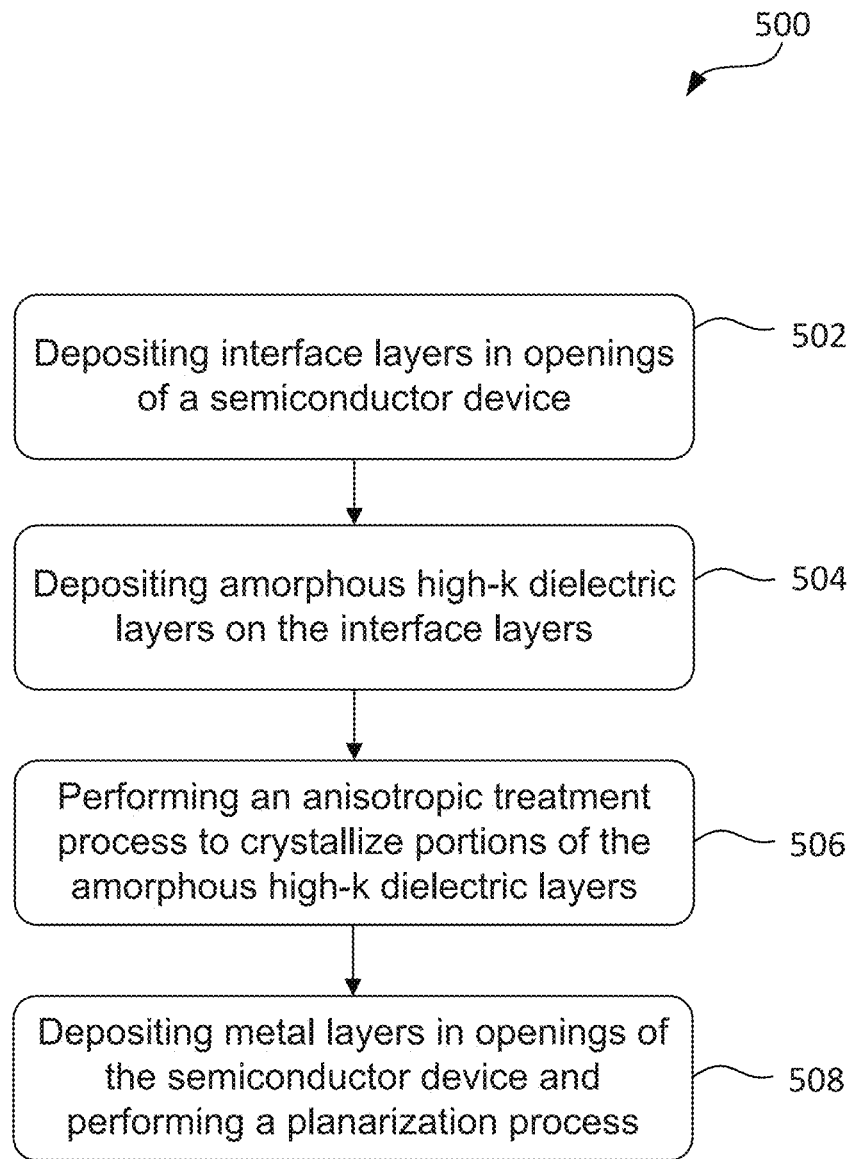 500
Depositing interface layers in openings
of a semiconductor device
502
Depositing amorphous high-k dielectric
layers on the interface layers
504
Performing an anisotropic treatment
process to crystallize portions of the
amorphous high-k dielectric layers
506
Depositing metal layers in openings of
the semiconductor device and
performing a planarization process
508